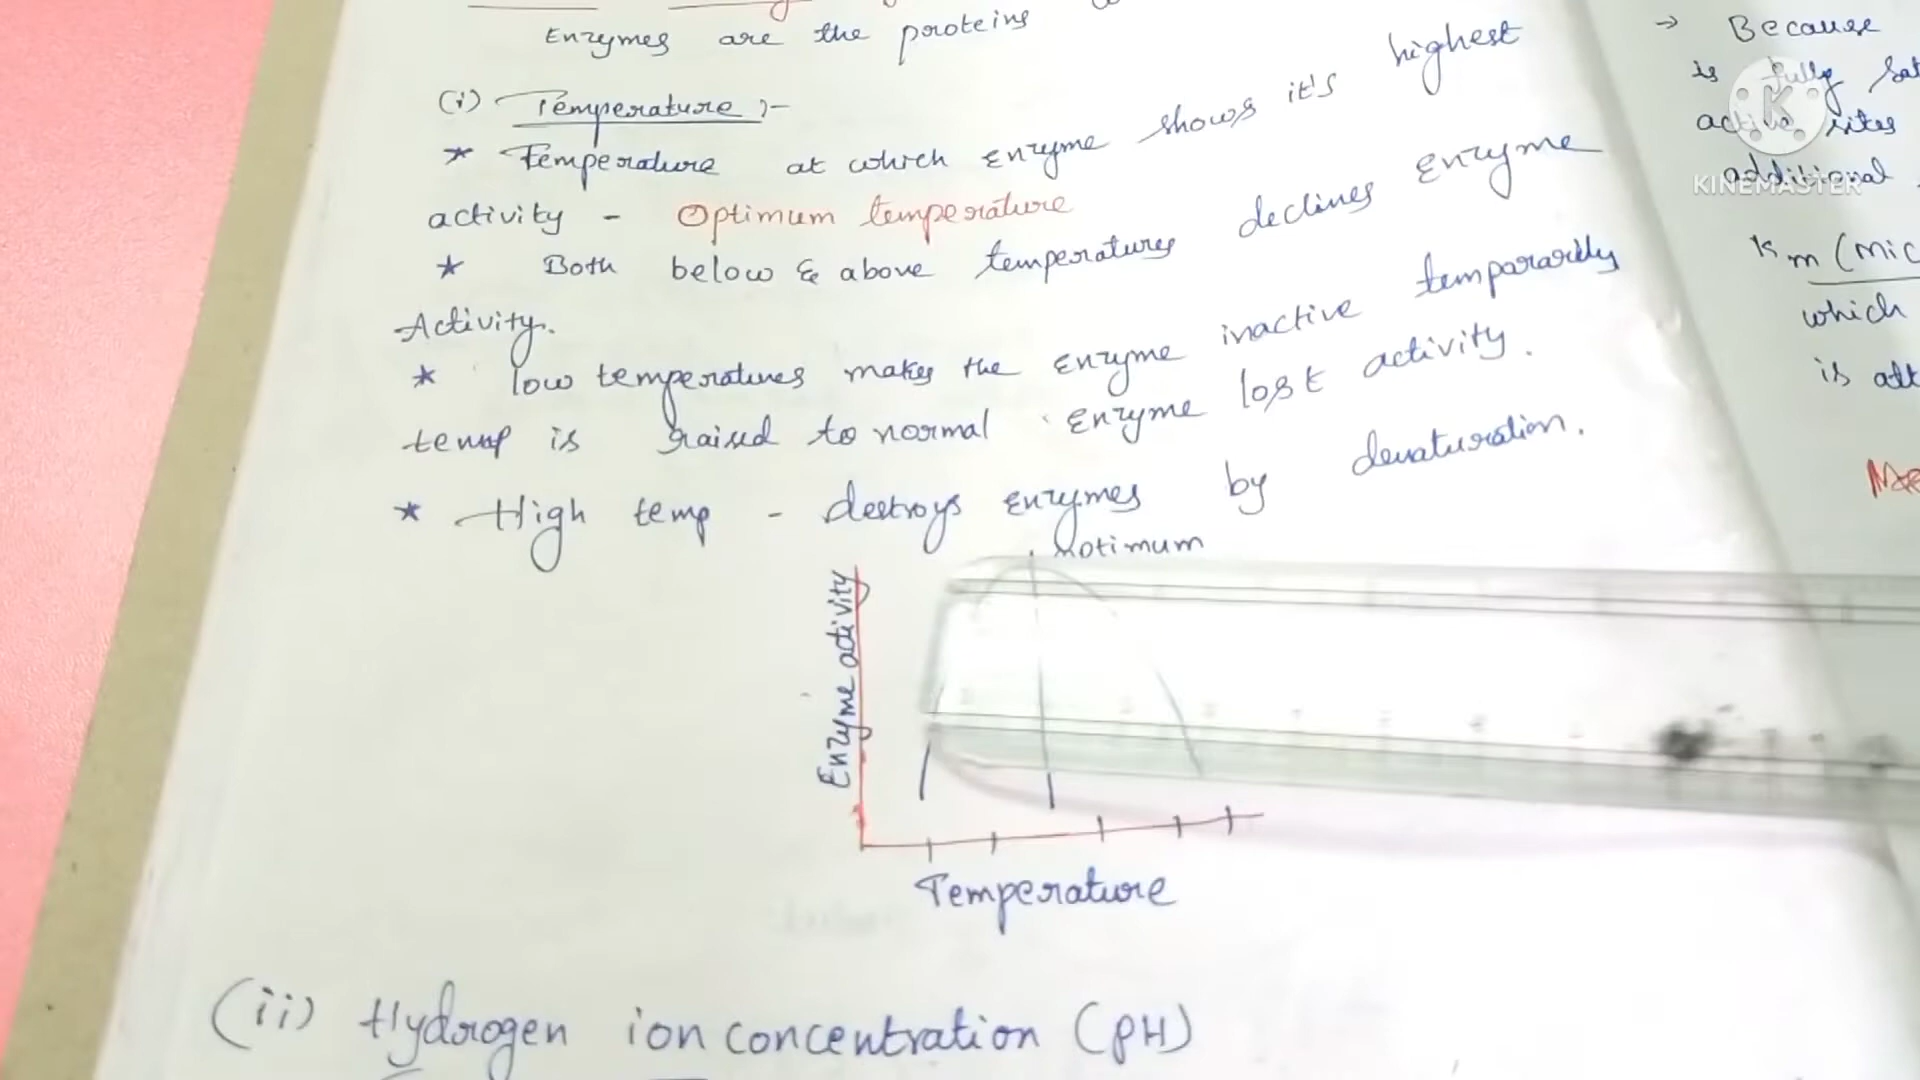 Enzymes are the proteins
(i) Temperature :-
* Temperature at which enzyme shows it's highest
activity - Optimum temperature
* Both below & above temperatures declines enzyme
Activity.
* low temperatures makes the enzyme inactive temporarily
temp is raised to normal enzyme lost activity.
* High temp - destroys enzymes by denaturation.
optimum
Enzyme activity
Temperature
(ii) Hydrogen ion concentration (pH)
→ Because
is fully
active sites
additional
Km (Mic
which
is
KINEMASTER